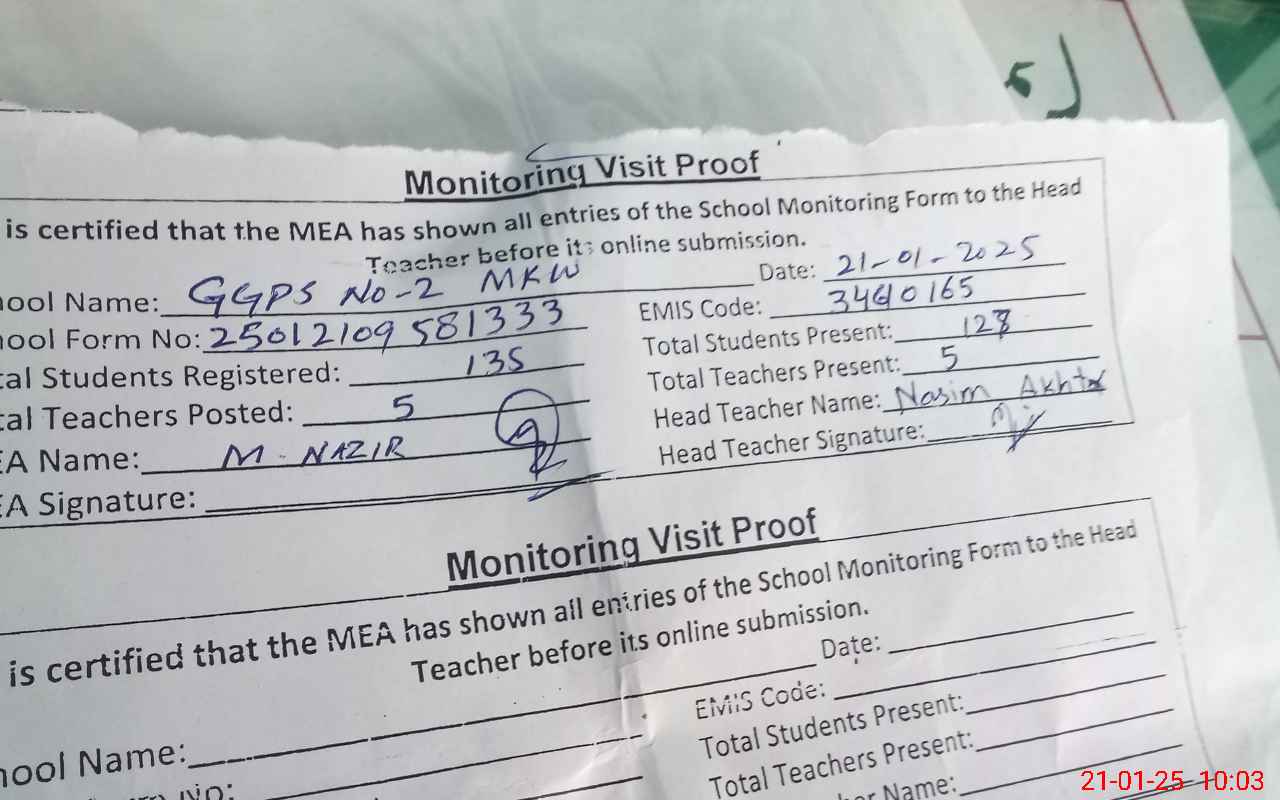 Monitoring Visit Proof
is certified that the MEA has shown all entries of the School Monitoring Form to the Head
Teacher before its online submission.
hool Name: GGPS No-2 MKW Date: 21-01-2025
EMIS Code: 34610165
hool Form No: 25012109581333
Total Students Present: 128
tal Students Registered: 135
Total Teachers Present: 5
tal Teachers Posted: 5
Head Teacher Name: Nasim Akhtar
EA Name: M. NAZIR
Head Teacher Signature:
EA Signature:
Monitoring Visit Proof
is certified that the MEA has shown all entries of the School Monitoring Form to the Head
Teacher before its online submission.
Date:
hool Name:
EMIS Code:
Total Students Present:
Total Teachers Present:
Name:
21-01-25 10:03